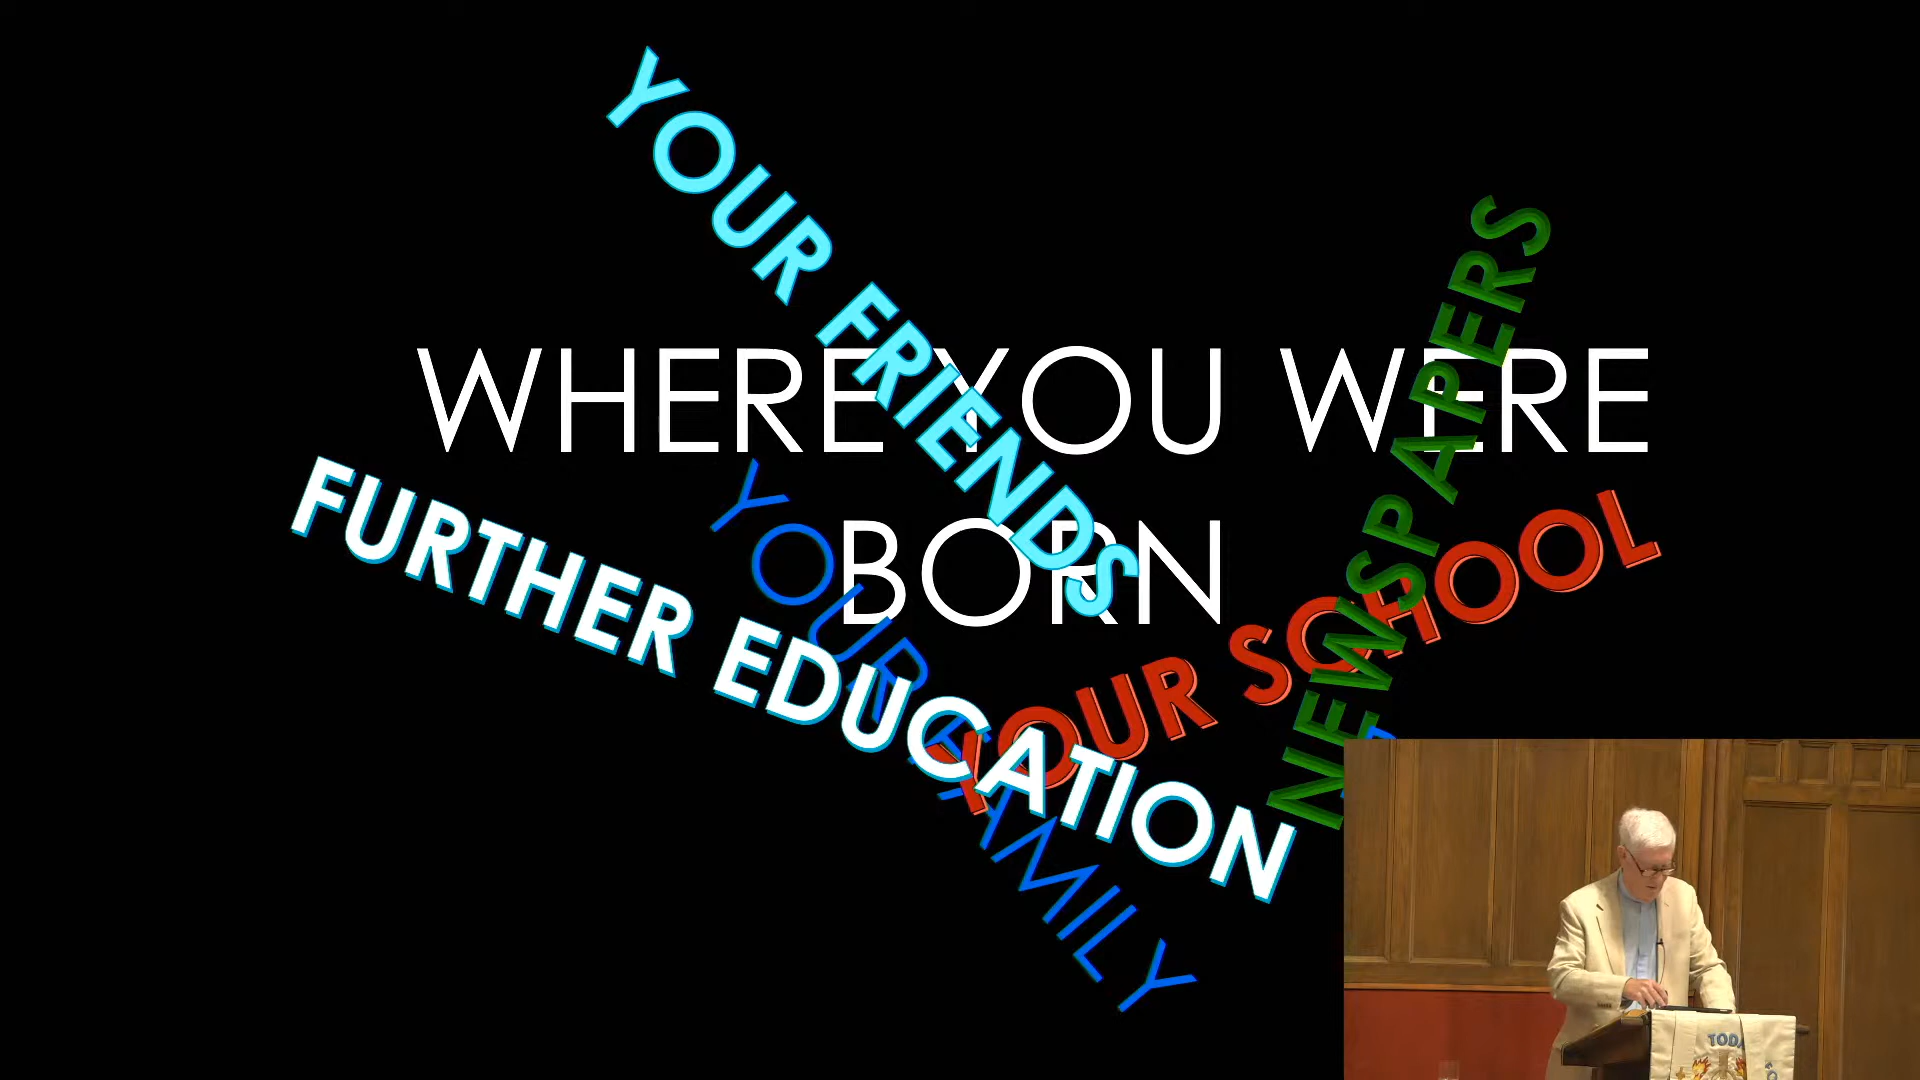 YOUR FRIENDS
WHERE YOU WERE
BORN
NEWSPAPERS
YOUR SCHOOL
FURTHER EDUCATION
YOUR FAMILY